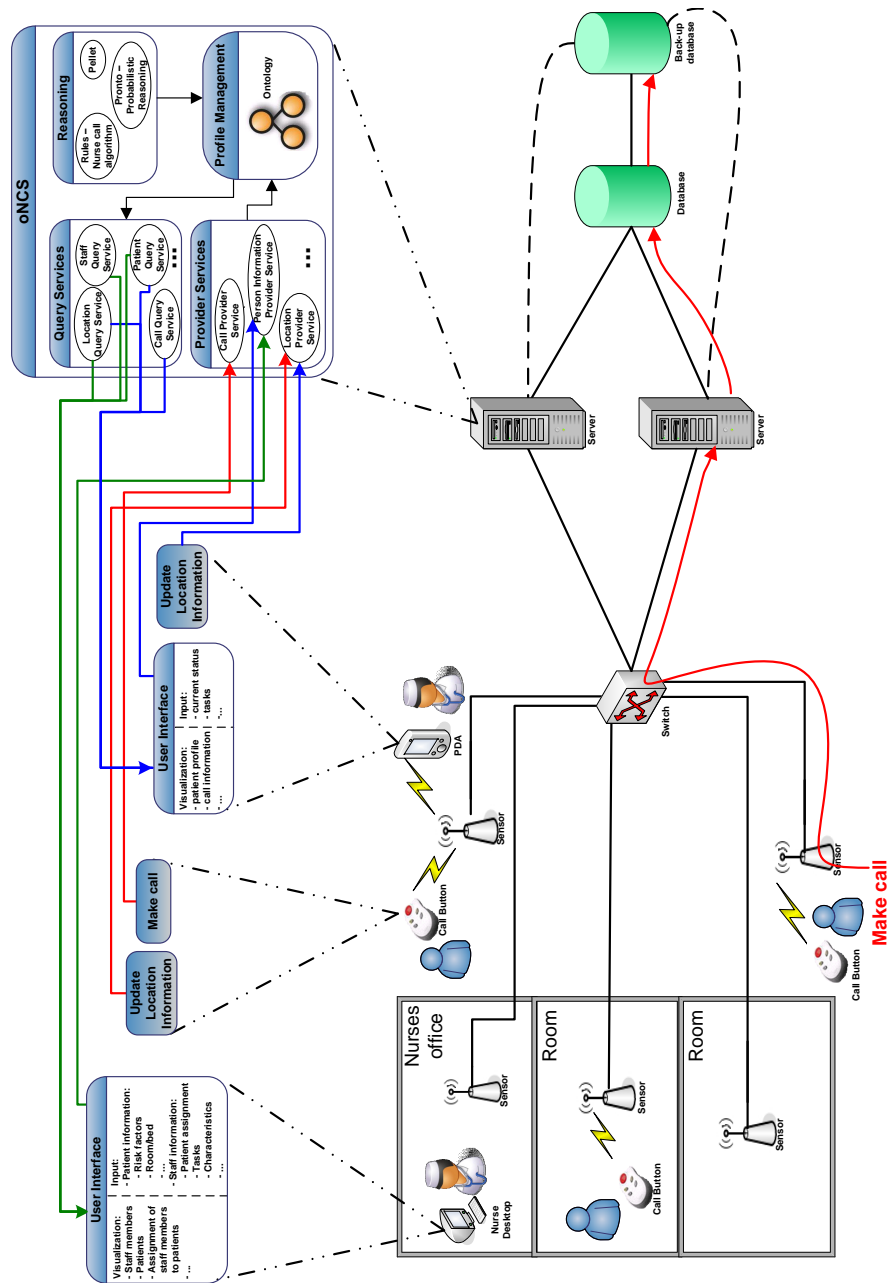 oNCS
Reasoning
Rules –
Nurse call
algorithm
Pellet
Pronto –
Probabilistic
Reasoning
Profile Management
Ontology
Query Services
Location
Query Service
Staff
Query
Service
Call Query
Service
Patient
Query
Service
...
Provider Services
Call Provider
Service
Person Information
Provider Service
Location
Provider
Service
...
User Interface
Visualization:
- Staff members
- Patients
- Assignment of
staff members
to patients
- ...
Input:
- Patient information:
- Risk factors
- Room/bed
- ...
- Staff information:
- Patient assignment
- Tasks
- Characteristics
- ...
Update
Location
Information
Make call
User Interface
Visualization:
- patient profile
- call information
- ...
Input:
- current status
- tasks
-...
Update
Location
Information
Nurses
office
Nurse
Desktop
Sensor
Room
Call Button
Sensor
Room
Sensor
Call Button
Sensor
PDA
Call Button
Sensor
Make call
Switch
Server
Server
Database
Back-up
database